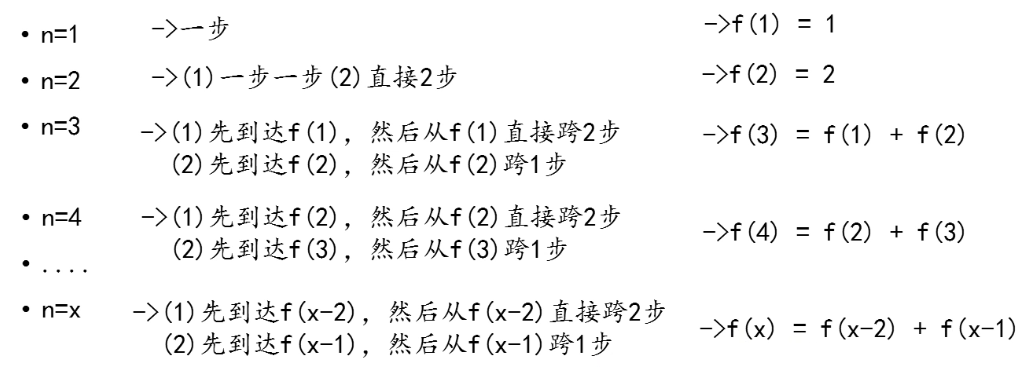 • n=1 ->一步 ->f(1) = 1
• n=2 ->(1)一步一步(2)直接2步 ->f(2) = 2
• n=3 ->(1)先到达f(1)，然后从f(1)直接跨2步 ->f(3) = f(1) + f(2)
(2)先到达f(2)，然后从f(2)跨1步
• n=4 ->(1)先到达f(2)，然后从f(2)直接跨2步 ->f(4) = f(2) + f(3)
(2)先到达f(3)，然后从f(3)跨1步
• ....
• n=x ->(1)先到达f(x-2)，然后从f(x-2)直接跨2步 ->f(x) = f(x-2) + f(x-1)
(2)先到达f(x-1)，然后从f(x-1)跨1步